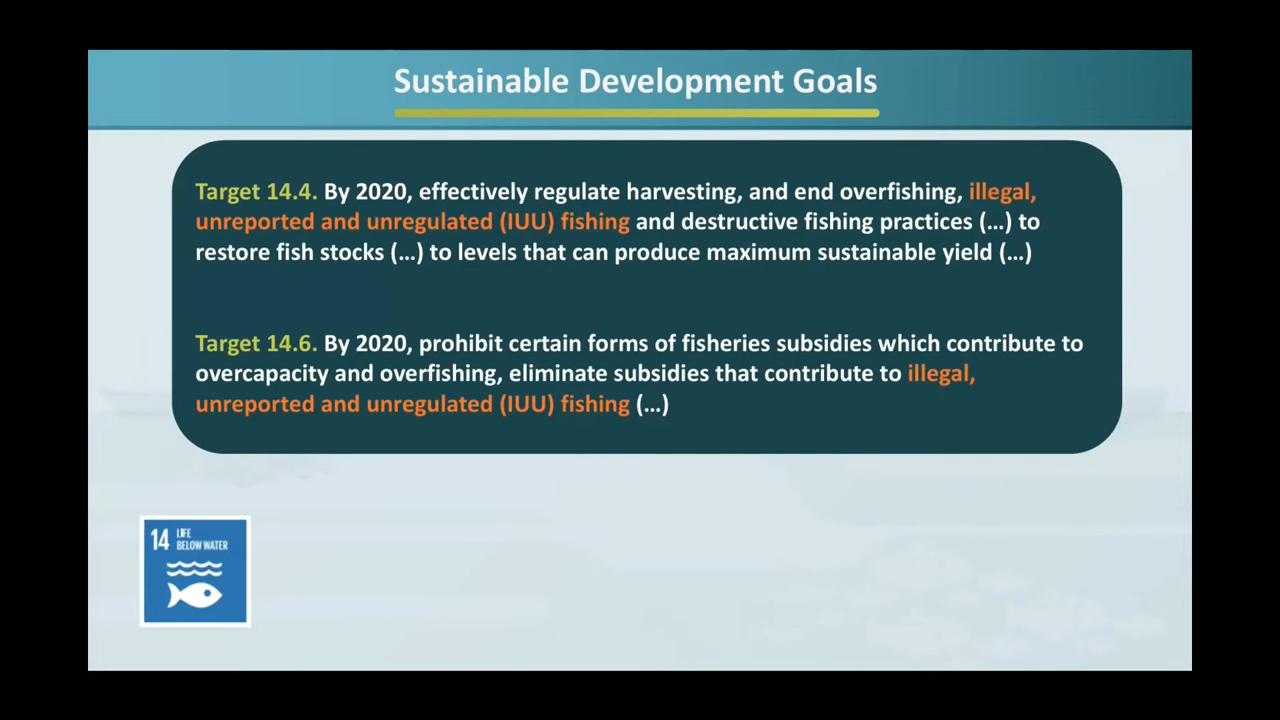 Sustainable Development Goals
Target 14.4. By 2020, effectively regulate harvesting, and end overfishing, illegal,
unreported and unregulated (IUU) fishing and destructive fishing practices (...) to
restore fish stocks (...) to levels that can produce maximum sustainable yield (...)
Target 14.6. By 2020, prohibit certain forms of fisheries subsidies which contribute to
overcapacity and overfishing, eliminate subsidies that contribute to illegal,
unreported and unregulated (IUU) fishing (...)
14 LIFE
BELOW WATER